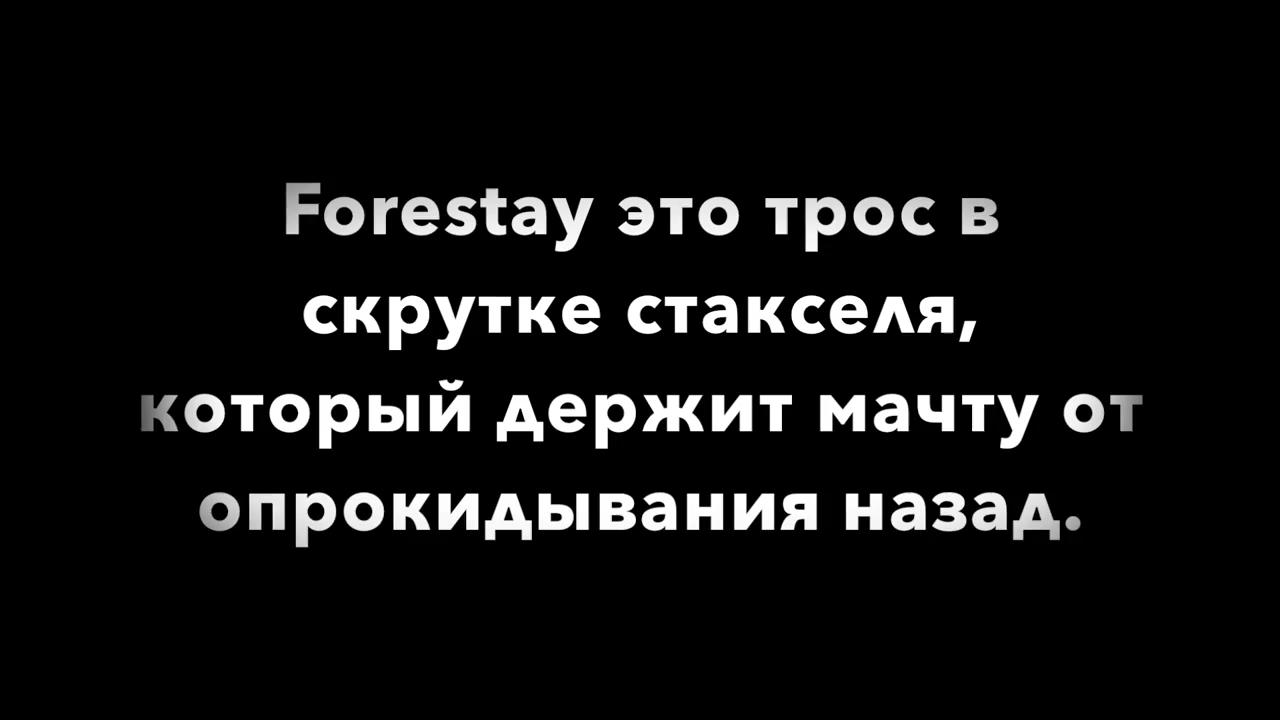 Forestay это трос в
скрутке стакселя,
который держит мачту от
опрокидывания назад.